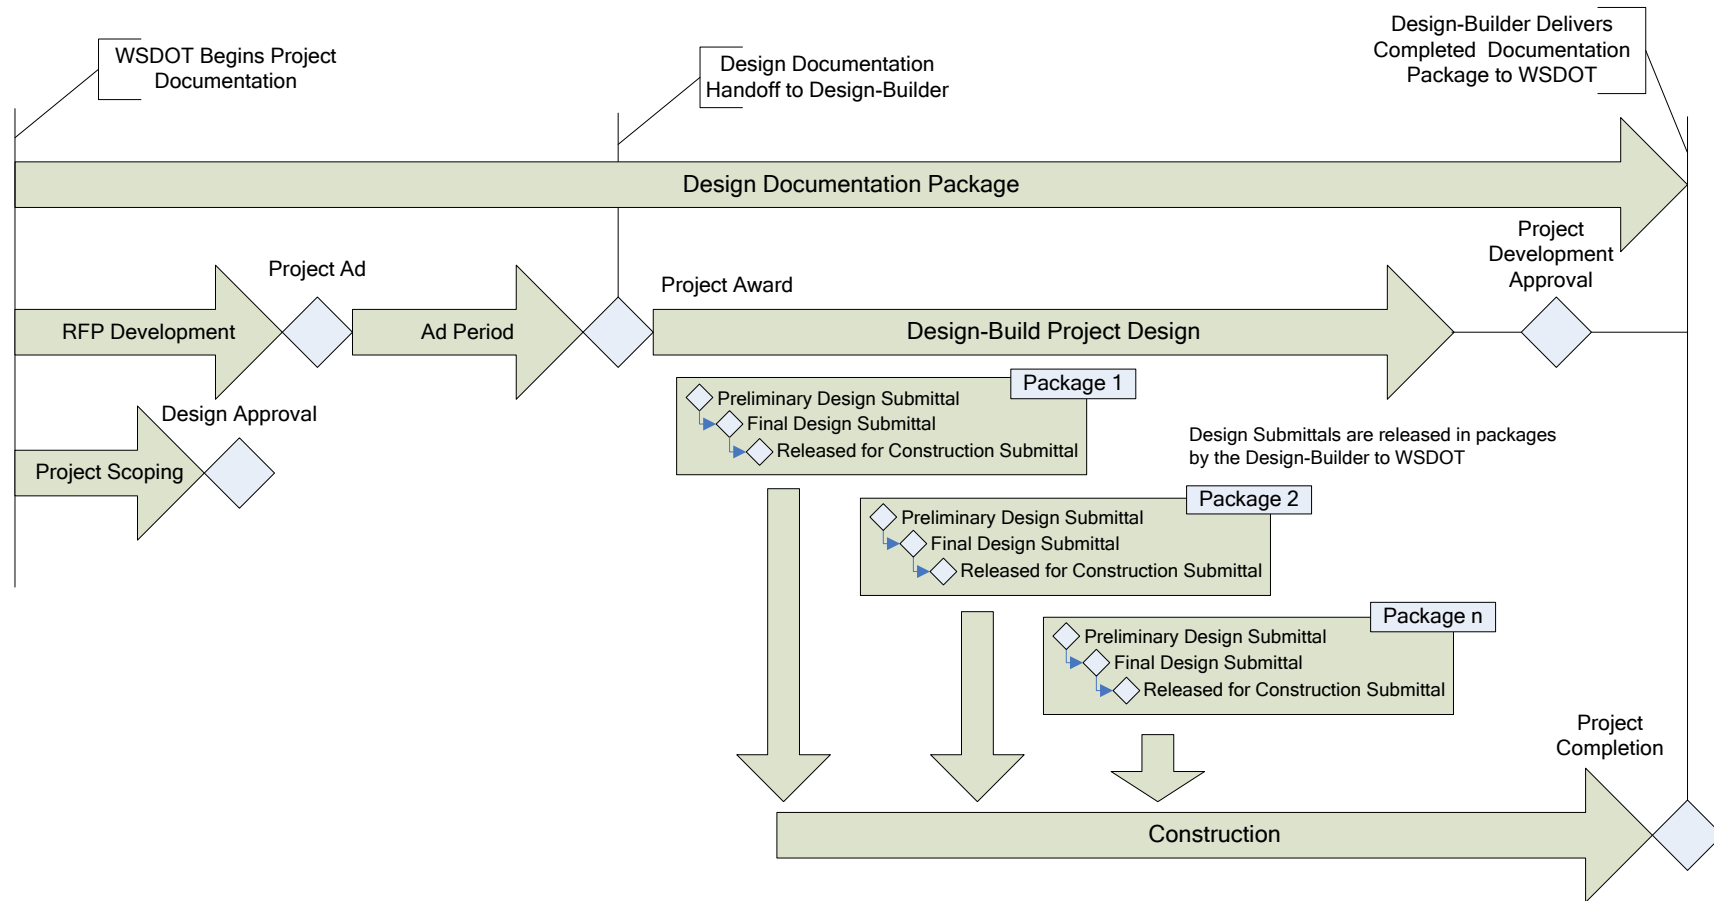 WSDOT Begins Project
Documentation
Design Documentation
Handoff to Design-Builder
Design-Builder Delivers
Completed Documentation
Package to WSDOT
Design Documentation Package
Project
Development
Approval
Project Ad
Project Award
RFP Development
Ad Period
Design-Build Project Design
Package 1
Preliminary Design Submittal
Final Design Submittal
Released for Construction Submittal
Design Approval
Project Scoping
Design Submittals are released in packages
by the Design-Builder to WSDOT
Package 2
Preliminary Design Submittal
Final Design Submittal
Released for Construction Submittal
Package n
Preliminary Design Submittal
Final Design Submittal
Released for Construction Submittal
Project
Completion
Construction